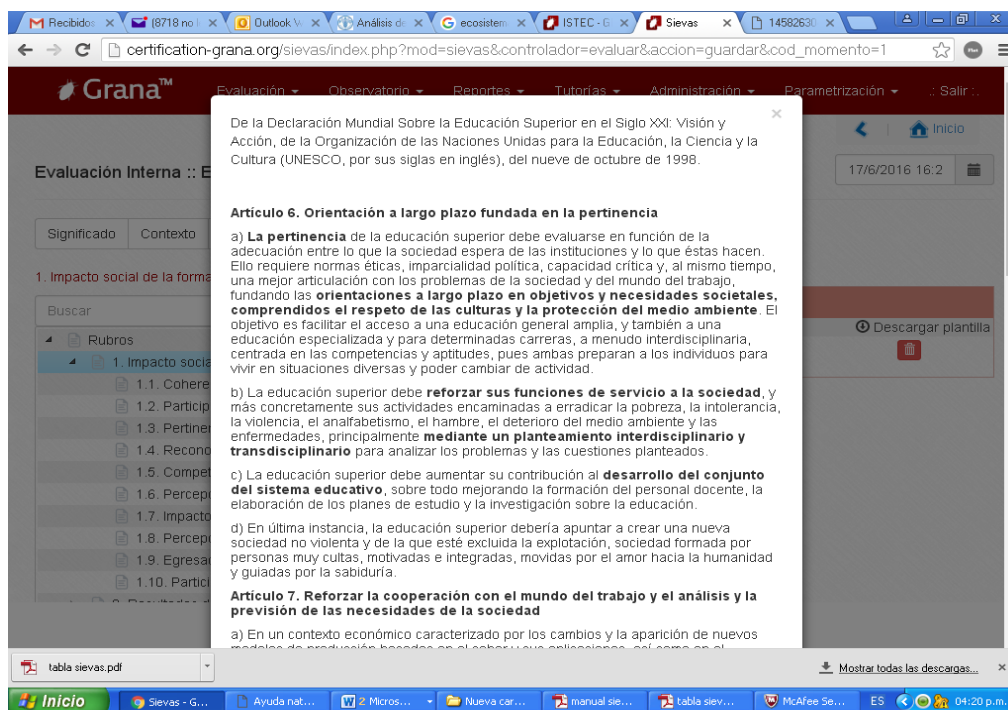 Recibidos
(8718 no l
Outlook
Análisis de
ecosistem
ISTEC - G
Sievas
14582630
certification-grana.org/sievas/index.php?mod=sievas&controlador=evaluar&accion=guardar&cod_momento=1
Grana™
Evaluación
Observatorio
Reportes
Tutorías
Administración
Parametrización
.: Salir :.
Inicio
Evaluación Interna :: E
17/6/2016 16:2
Significado
Contexto
1. Impacto social de la forma
Buscar
Rubros
1. Impacto socia
1.1. Cohere
1.2. Particip
1.3. Pertine
1.4. Recono
1.5. Compet
1.6. Percepc
1.7. Impacto
1.8. Percepc
1.9. Egresa
1.10. Partici
Descargar plantilla
De la Declaración Mundial Sobre la Educación Superior en el Siglo XXI: Visión y
Acción, de la Organización de las Naciones Unidas para la Educación, la Ciencia y la
Cultura (UNESCO, por sus siglas en inglés), del nueve de octubre de 1998.
Artículo 6. Orientación a largo plazo fundada en la pertinencia
a) La pertinencia de la educación superior debe evaluarse en función de la
adecuación entre lo que la sociedad espera de las instituciones y lo que éstas hacen.
Ello requiere normas éticas, imparcialidad política, capacidad crítica y, al mismo tiempo,
una mejor articulación con los problemas de la sociedad y del mundo del trabajo,
fundando las orientaciones a largo plazo en objetivos y necesidades societales,
comprendidos el respeto de las culturas y la protección del medio ambiente. El
objetivo es facilitar el acceso a una educación general amplia, y también a una
educación especializada y para determinadas carreras, a menudo interdisciplinaria,
centrada en las competencias y aptitudes, pues ambas preparan a los individuos para
vivir en situaciones diversas y poder cambiar de actividad.
b) La educación superior debe reforzar sus funciones de servicio a la sociedad, y
más concretamente sus actividades encaminadas a erradicar la pobreza, la intolerancia,
la violencia, el analfabetismo, el hambre, el deterioro del medio ambiente y las
enfermedades, principalmente mediante un planteamiento interdisciplinario y
transdisciplinario para analizar los problemas y las cuestiones planteados.
c) La educación superior debe aumentar su contribución al desarrollo del conjunto
del sistema educativo, sobre todo mejorando la formación del personal docente, la
elaboración de los planes de estudio y la investigación sobre la educación.
d) En última instancia, la educación superior debería apuntar a crear una nueva
sociedad no violenta y de la que esté excluida la explotación, sociedad formada por
personas muy cultas, motivadas e integradas, movidas por el amor hacia la humanidad
y guiadas por la sabiduría.
Artículo 7. Reforzar la cooperación con el mundo del trabajo y el análisis y la
previsión de las necesidades de la sociedad
a) En un contexto económico caracterizado por los cambios y la aparición de nuevos
tabla sievas.pdf
Mostrar todas las descargas...
Inicio
Sievas - G...
Ayuda nat...
2 Micros...
Nueva car...
manual sie...
tabla siev...
McAfee Se...
ES
04:20 p.m.